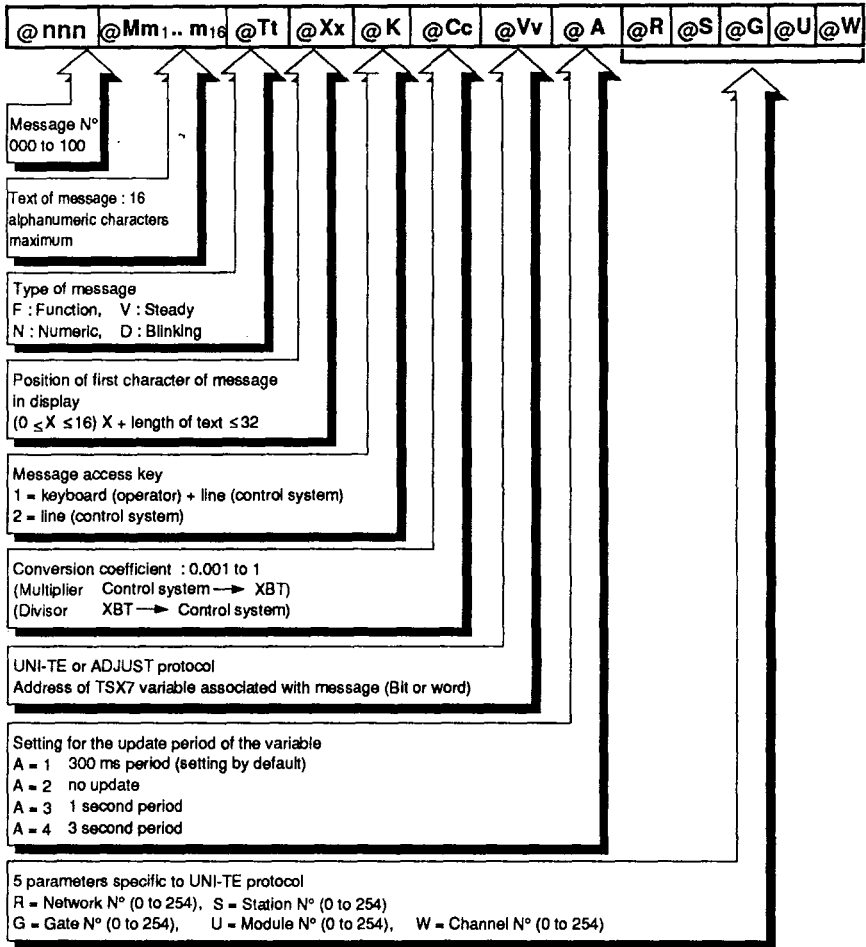 @nnn @Mm1.. m16 @Tt @Xx @K @Cc @Vv @A @R @S @G @U @W
Message N°
000 to 100
Text of message : 16
alphanumeric characters
maximum
Type of message
F : Function, V : Steady
N : Numeric, D : Blinking
Position of first character of message
in display
(0 ≤ X ≤ 16) X + length of text ≤ 32
Message access key
1 = keyboard (operator) + line (control system)
2 = line (control system)
Conversion coefficient : 0.001 to 1
(Multiplier Control system → XBT)
(Divisor XBT → Control system)
UNI-TE or ADJUST protocol
Address of TSX7 variable associated with message (Bit or word)
Setting for the update period of the variable
A = 1 300 ms period (setting by default)
A = 2 no update
A = 3 1 second period
A = 4 3 second period
5 parameters specific to UNI-TE protocol
R = Network N° (0 to 254), S = Station N° (0 to 254)
G = Gate N° (0 to 254), U = Module N° (0 to 254), W = Channel N° (0 to 254)